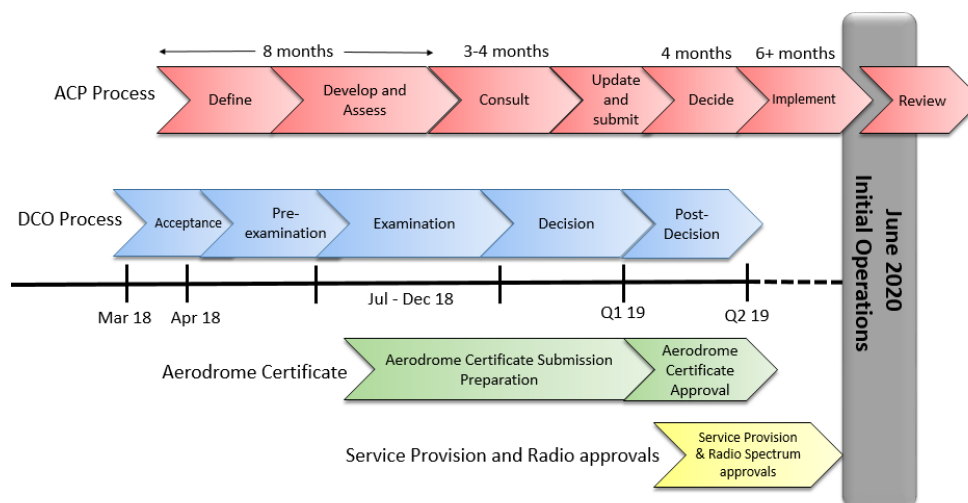 8 months
3-4 months
4 months
6+ months
ACP Process
Define
Develop and
Assess
Consult
Update
and
submit
Decide
Implement
Review
DCO Process
Acceptance
Pre-
examination
Examination
Decision
Post-
Decision
June 2020
Initial Operations
Mar 18
Apr 18
Jul - Dec 18
Q1 19
Q2 19
Aerodrome Certificate
Aerodrome Certificate Submission
Preparation
Aerodrome
Certificate
Approval
Service Provision and Radio approvals
Service Provision
& Radio Spectrum
approvals